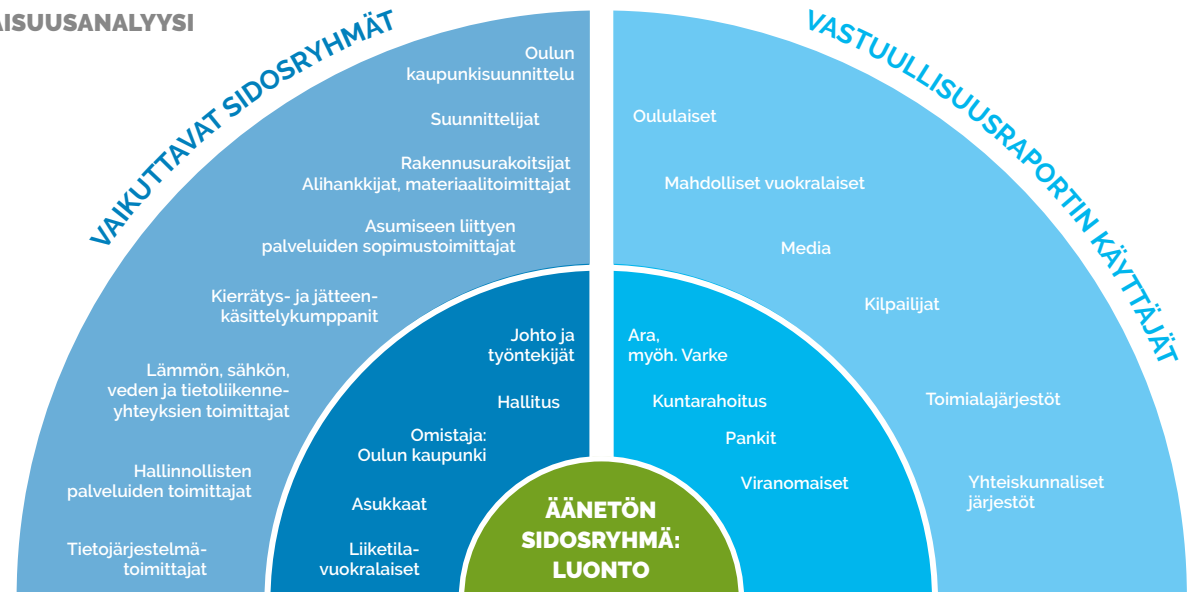 AISUUSANALYYSI
VAIKUTTAVAT SIDOSRYHMÄT
Oulun
kaupunkisuunnittelu
Suunnittelijat
Rakennusurakoitsijat
Alihankkijat, materiaalitoimittajat
Asumiseen liittyen
palveluiden sopimustoimittajat
Kierrätys- ja jätteen-
käsittelykumppanit
Lämmön, sähkön,
veden ja tietoliikenne-
yhteyksien toimittajat
Hallinnollisten
palveluiden toimittajat
Tietojärjestelmä-
toimittajat
Johto ja
työntekijät
Hallitus
Omistaja:
Oulun kaupunki
Asukkaat
Liiketila-
vuokralaiset
ÄÄNETÖN
SIDOSRYHMÄ:
LUONTO
Ara,
myöh. Varke
Kuntarahoitus
Pankit
Viranomaiset
VASTUULLISUUSRAPORTIN KÄYTTÄJÄT
Oululaiset
Mahdolliset vuokralaiset
Media
Kilpailijat
Toimialajärjestöt
Yhteiskunnaliset
järjestöt